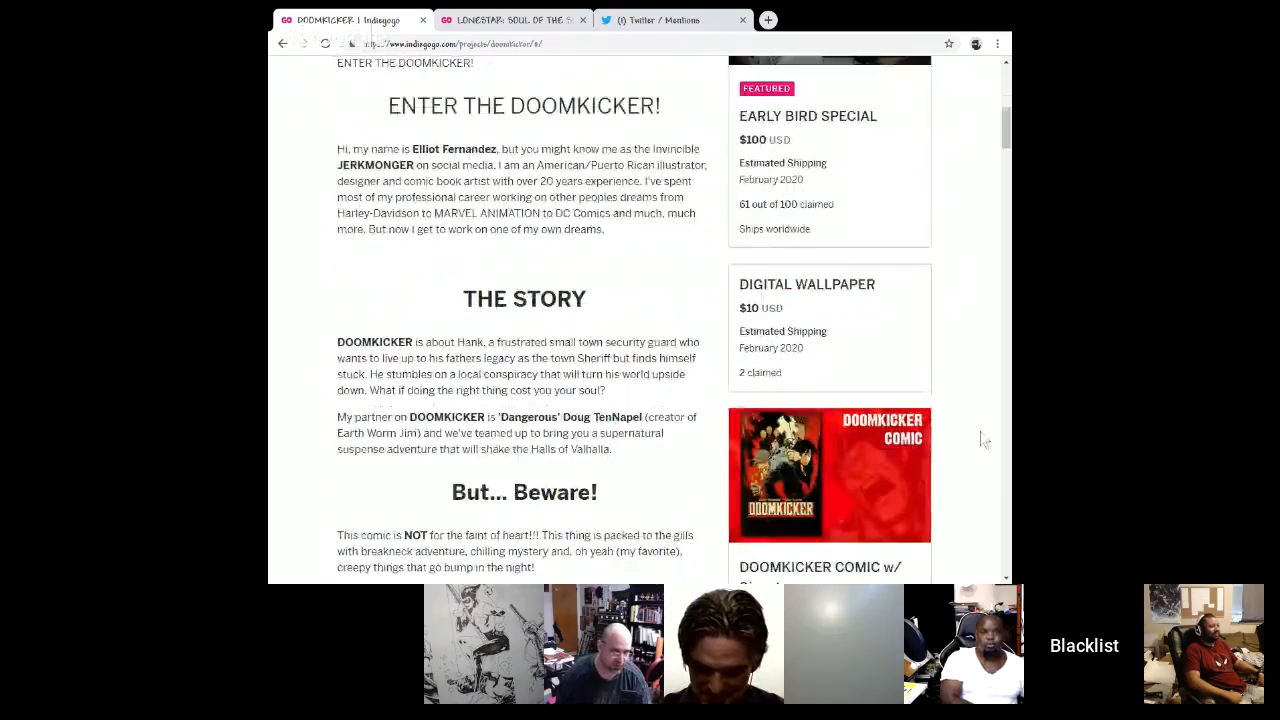 DOOMKICKER | Indiegogo
LONESTAR: SOUL OF THE S
(1) Twitter / Mentions
www.indiegogo.com/projects/doomkicker/#/
ENTER THE DOOMKICKER!
ENTER THE DOOMKICKER!
Hi, my name is Elliot Fernandez, but you might know me as the Invincible
JERKMONGER on social media. I am an American/Puerto Rican illustrator,
designer and comic book artist with over 20 years experience. I've spent
most of my professional career working on other peoples dreams from
Harley-Davidson to MARVEL ANIMATION to DC Comics and much, much
more. But now I get to work on one of my own dreams.
THE STORY
DOOMKICKER is about Hank, a frustrated small town security guard who
wants to live up to his fathers legacy as the town Sheriff but finds himself
stuck. He stumbles on a local conspiracy that will turn his world upside
down. What if doing the right thing cost you your soul?
My partner on DOOMKICKER is 'Dangerous' Doug TenNapel (creator of
Earth Worm Jim) and we've teamed up to bring you a supernatural
suspense adventure that will shake the Halls of Valhalla.
But... Beware!
This comic is NOT for the faint of heart!!! This thing is packed to the gills
with breakneck adventure, chilling mystery and, oh yeah (my favorite),
creepy things that go bump in the night!
FEATURED
EARLY BIRD SPECIAL
$100 USD
Estimated Shipping
February 2020
61 out of 100 claimed
Ships worldwide
DIGITAL WALLPAPER
$10 USD
Estimated Shipping
February 2020
2 claimed
DOOMKICKER
COMIC
DOOMKICKER
DOOMKICKER COMIC w/
Blacklist